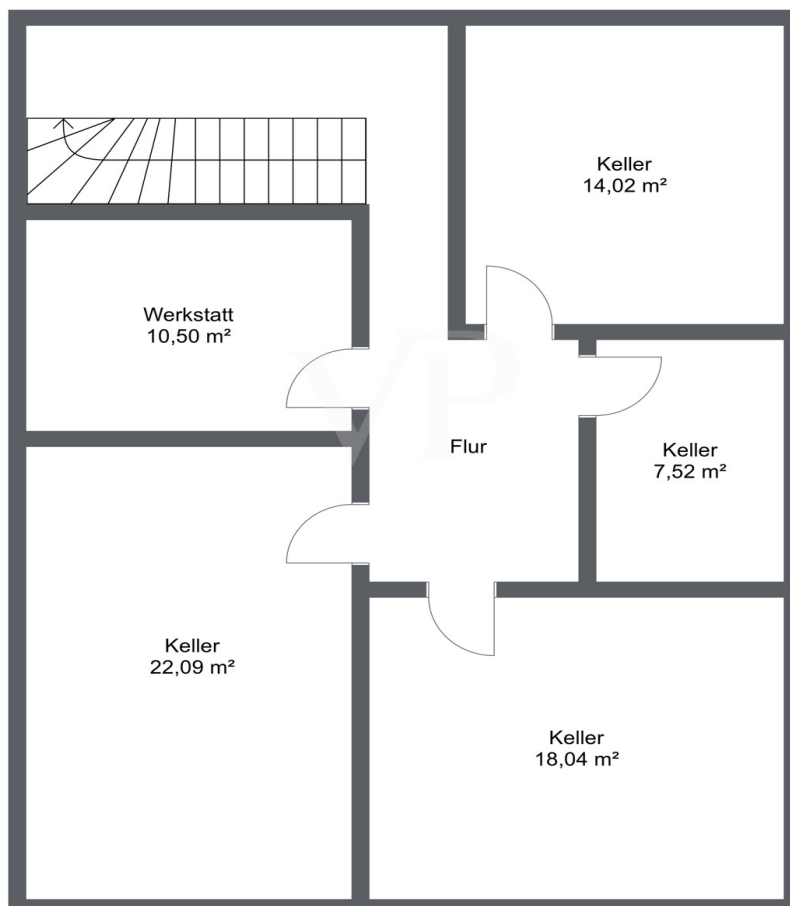 Keller
14,02 m²
Werkstatt
10,50 m²
VP
Flur
Keller
7,52 m²
Keller
22,09 m²
Keller
18,04 m²